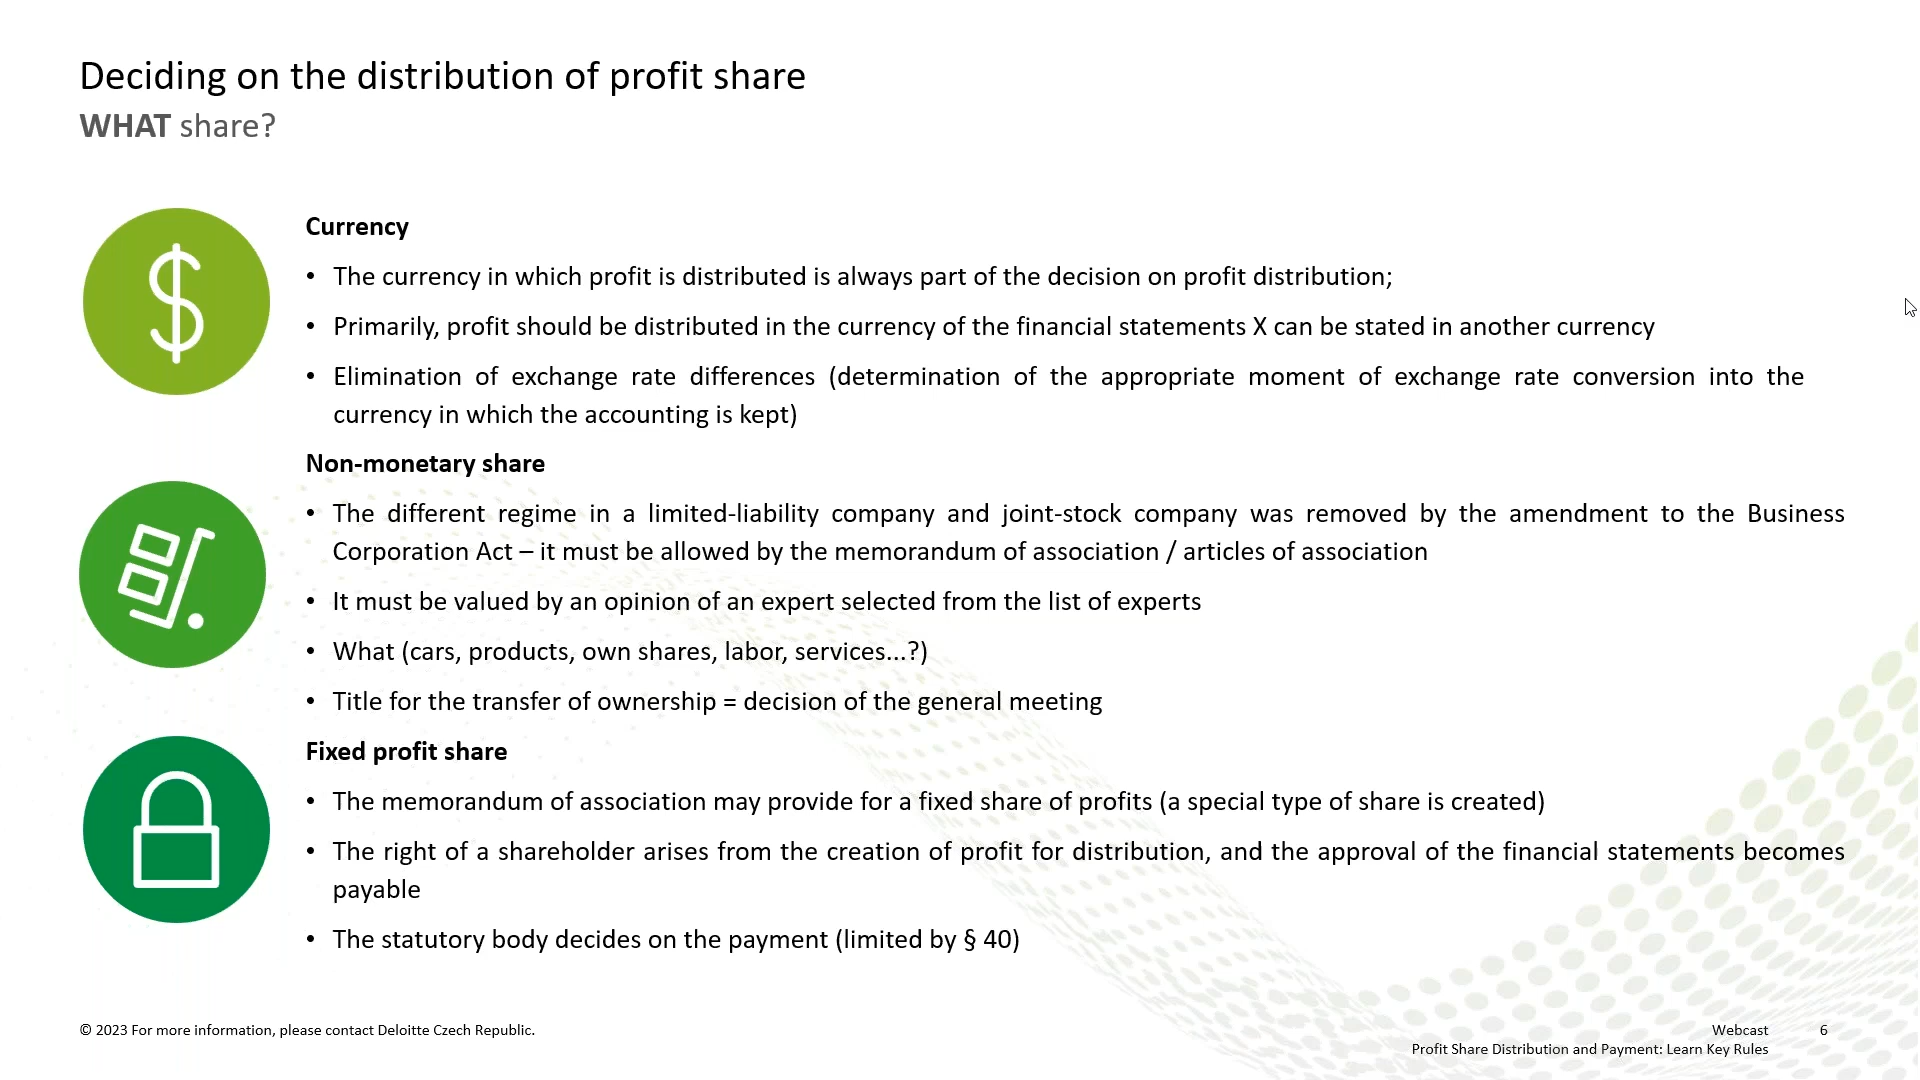 Deciding on the distribution of profit share
WHAT share?
Currency
• The currency in which profit is distributed is always part of the decision on profit distribution;
• Primarily, profit should be distributed in the currency of the financial statements X can be stated in another currency
• Elimination of exchange rate differences (determination of the appropriate moment of exchange rate conversion into the
currency in which the accounting is kept)
Non-monetary share
• The different regime in a limited-liability company and joint-stock company was removed by the amendment to the Business
Corporation Act – it must be allowed by the memorandum of association / articles of association
• It must be valued by an opinion of an expert selected from the list of experts
• What (cars, products, own shares, labor, services...?)
• Title for the transfer of ownership = decision of the general meeting
Fixed profit share
• The memorandum of association may provide for a fixed share of profits (a special type of share is created)
• The right of a shareholder arises from the creation of profit for distribution, and the approval of the financial statements becomes
payable
• The statutory body decides on the payment (limited by § 40)
© 2023 For more information, please contact Deloitte Czech Republic.
Webcast 6
Profit Share Distribution and Payment: Learn Key Rules